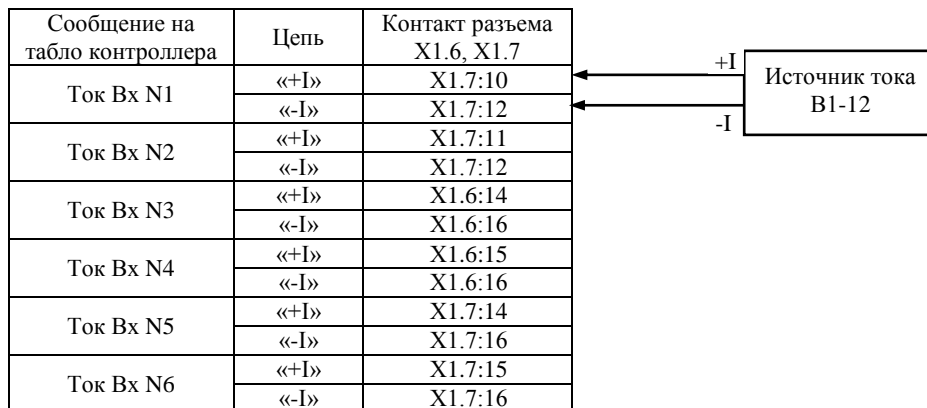 Сообщение на
табло контроллера
Цепь
Контакт разъема
X1.6, X1.7
Ток Вх N1
«+I»
X1.7:10
«-I»
X1.7:12
Ток Вх N2
«+I»
X1.7:11
«-I»
X1.7:12
Ток Вх N3
«+I»
X1.6:14
«-I»
X1.6:16
Ток Вх N4
«+I»
X1.6:15
«-I»
X1.6:16
Ток Вх N5
«+I»
X1.7:14
«-I»
X1.7:16
Ток Вх N6
«+I»
X1.7:15
«-I»
X1.7:16
+I
-I
Источник тока
В1-12